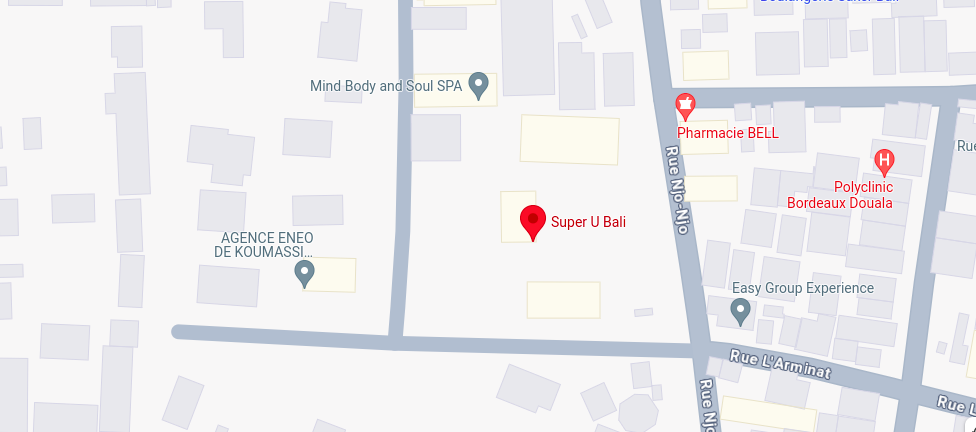 Mind Body and Soul SPA
Pharmacie BELL
Rue Njo-Njo
Polyclinic
Bordeaux Douala
Super U Bali
AGENCE ENEO
DE KOUMASSI...
Easy Group Experience
Rue L'Arminat